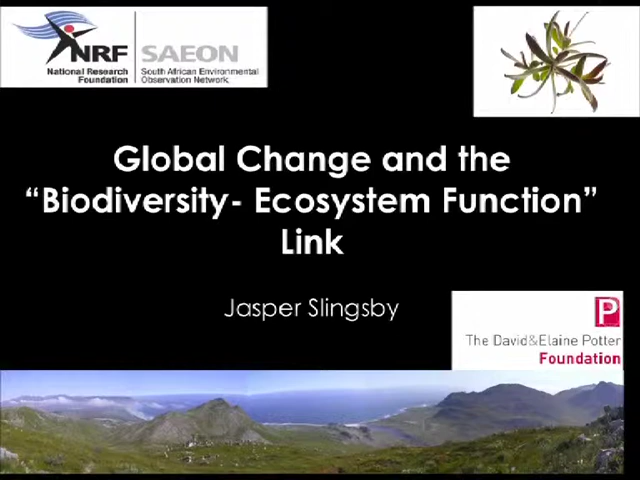 NRF
National Research
Foundation
SAEON
South African Environmental
Observation Network
Global Change and the
“Biodiversity- Ecosystem Function”
Link
Jasper Slingsby
P
The David&Elaine Potter
Foundation